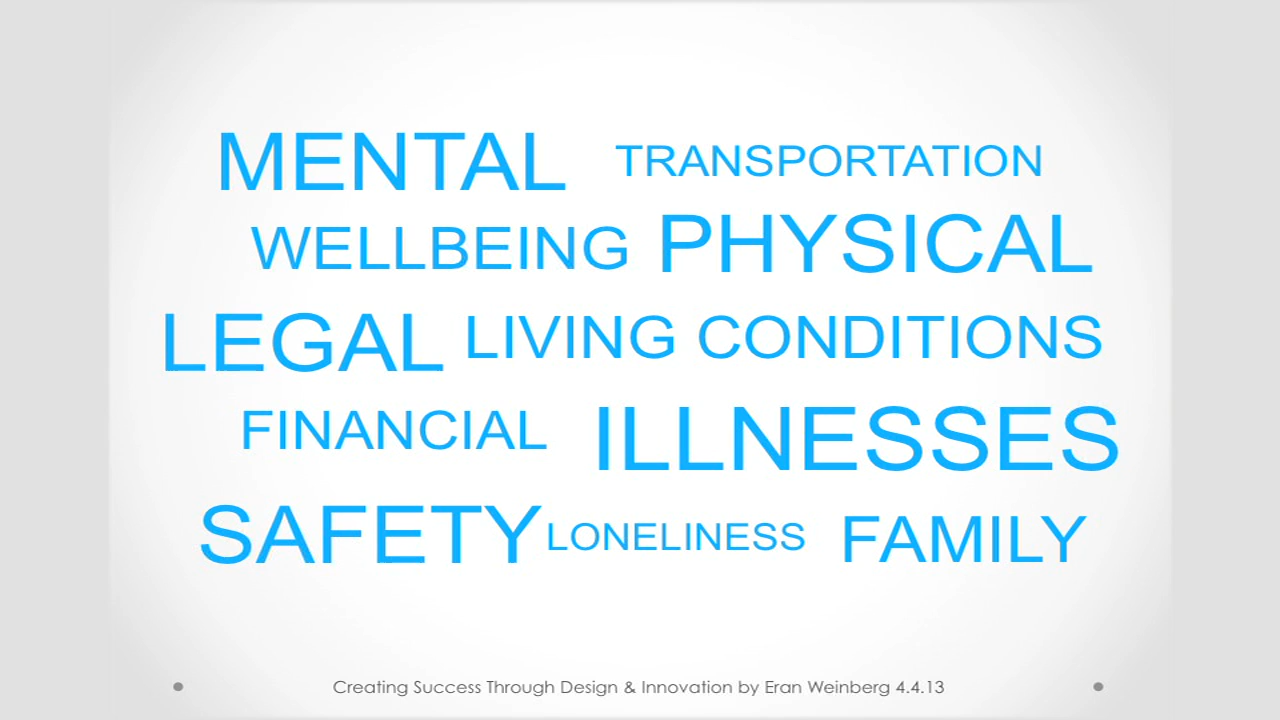 MENTAL TRANSPORTATION
WELLBEING PHYSICAL
LEGAL LIVING CONDITIONS
FINANCIAL ILLNESSES
SAFETY LONELINESS FAMILY
Creating Success Through Design & Innovation by Eran Weinberg 4.4.13